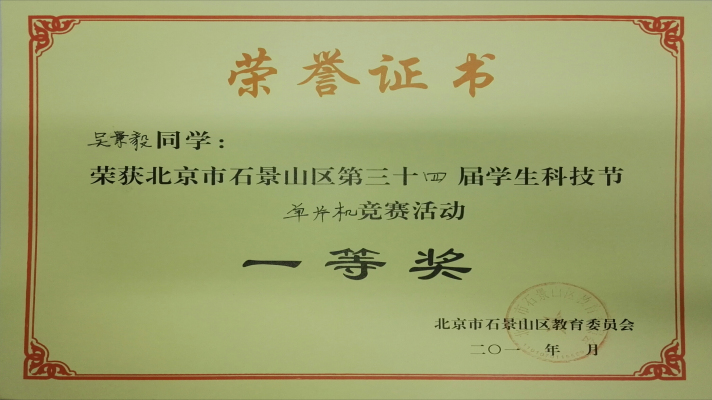 荣誉证书
吴景毅同学：
荣获北京市石景山区第三十四届学生科技节
单片机竞赛活动
一等奖
北京市石景山区教育委员会
二〇一 年 月